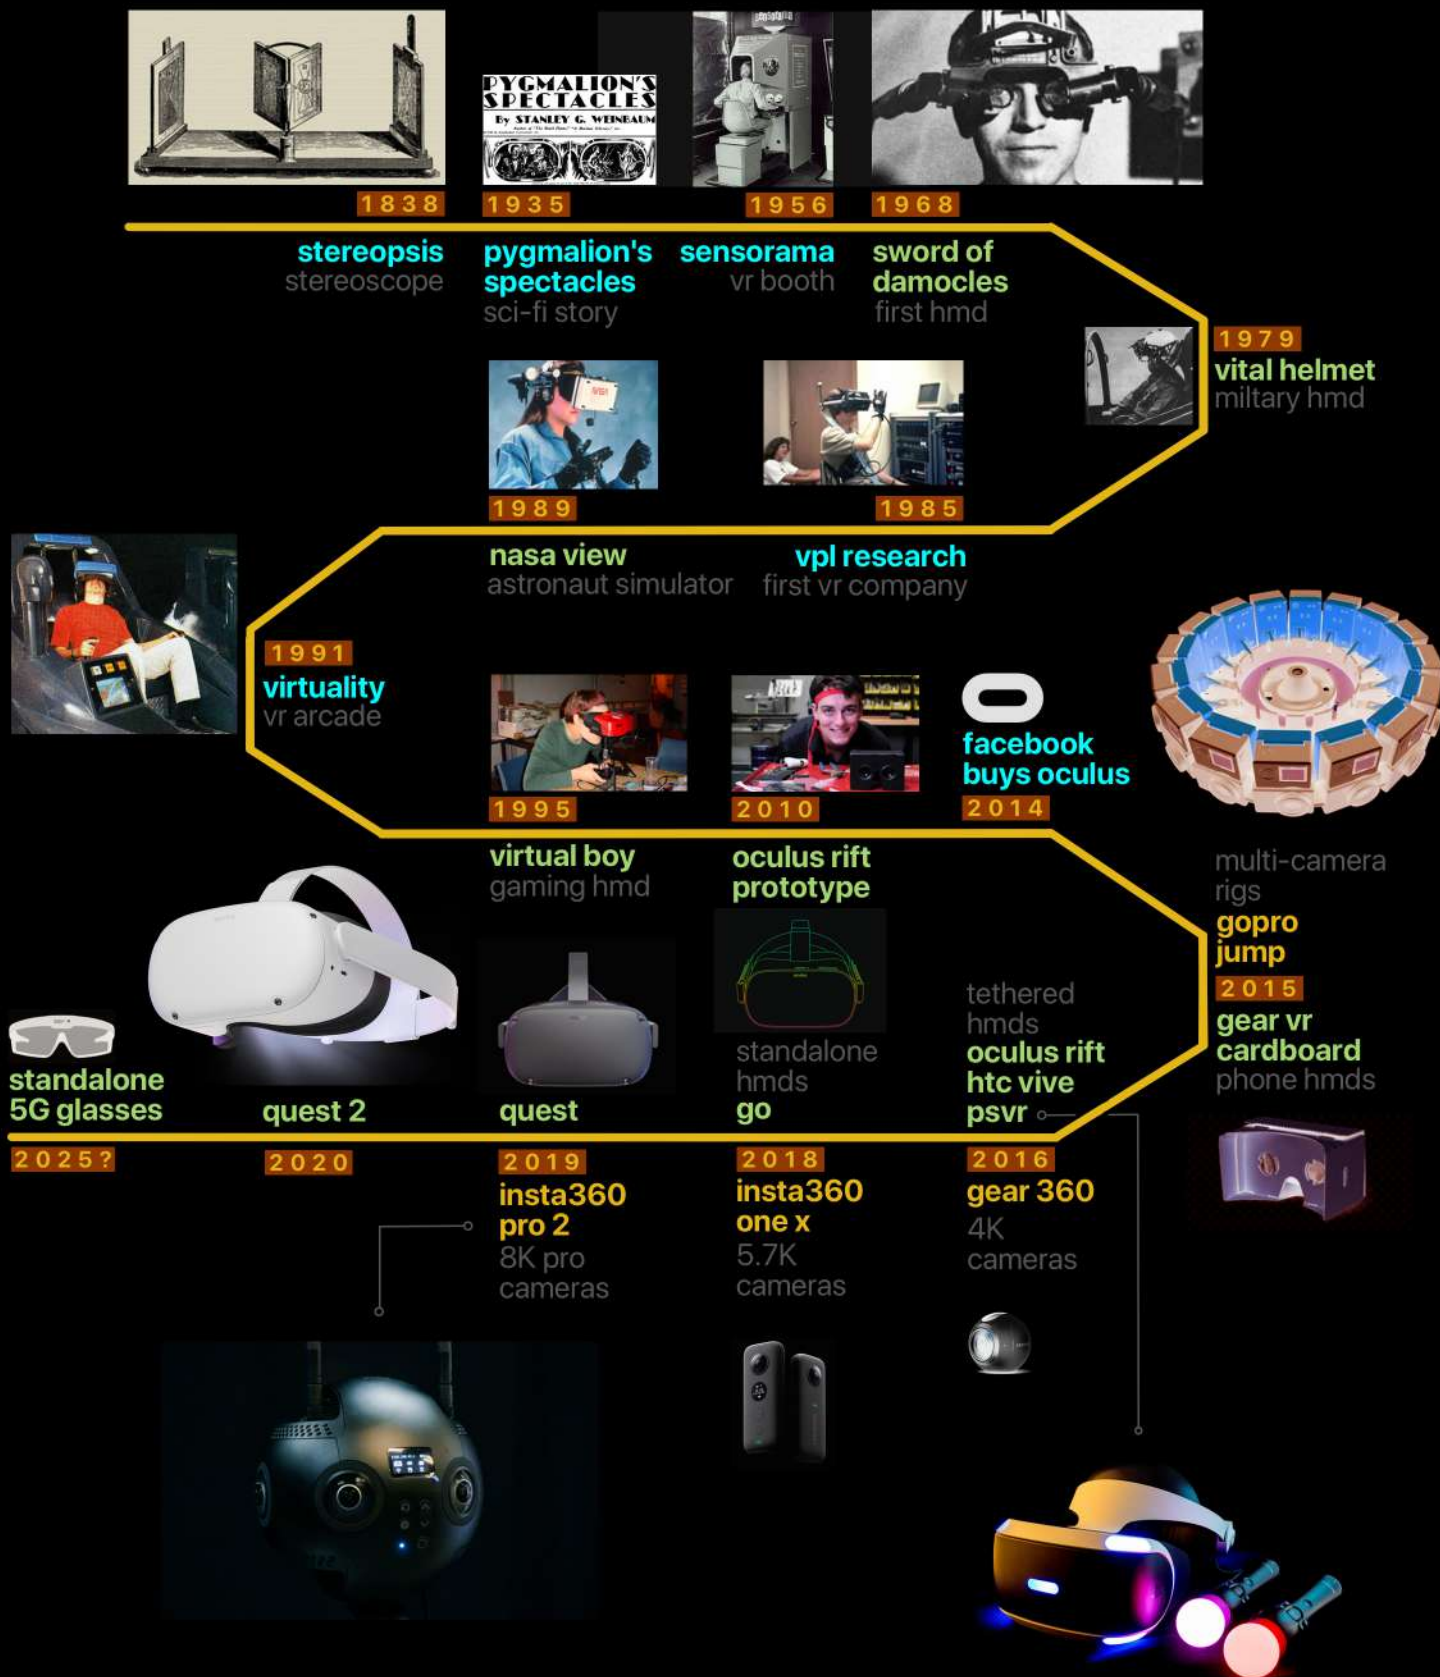 PYGMALION'S
SPECTACLES
By STANLEY G. WEINBAUM
sensorama
1838
1935
1956
1968
stereopsis
stereoscope
pygmalion's
spectacles
sci-fi story
sensorama
vr booth
sword of
damocles
first hmd
1979
vital helmet
miltary hmd
1989
nasa view
astronaut simulator
1985
vpl research
first vr company
1991
virtuality
vr arcade
1995
virtual boy
gaming hmd
2010
oculus rift
prototype
facebook
buys oculus
2014
multi-camera
rigs
gopro
jump
2015
gear vr
cardboard
phone hmds
tethered
hmds
oculus rift
htc vive
psvr
2016
gear 360
4K
cameras
standalone
hmds
go
2018
insta360
one x
5.7K
cameras
quest
2019
insta360
pro 2
8K pro
cameras
quest 2
2020
standalone
5G glasses
2025?